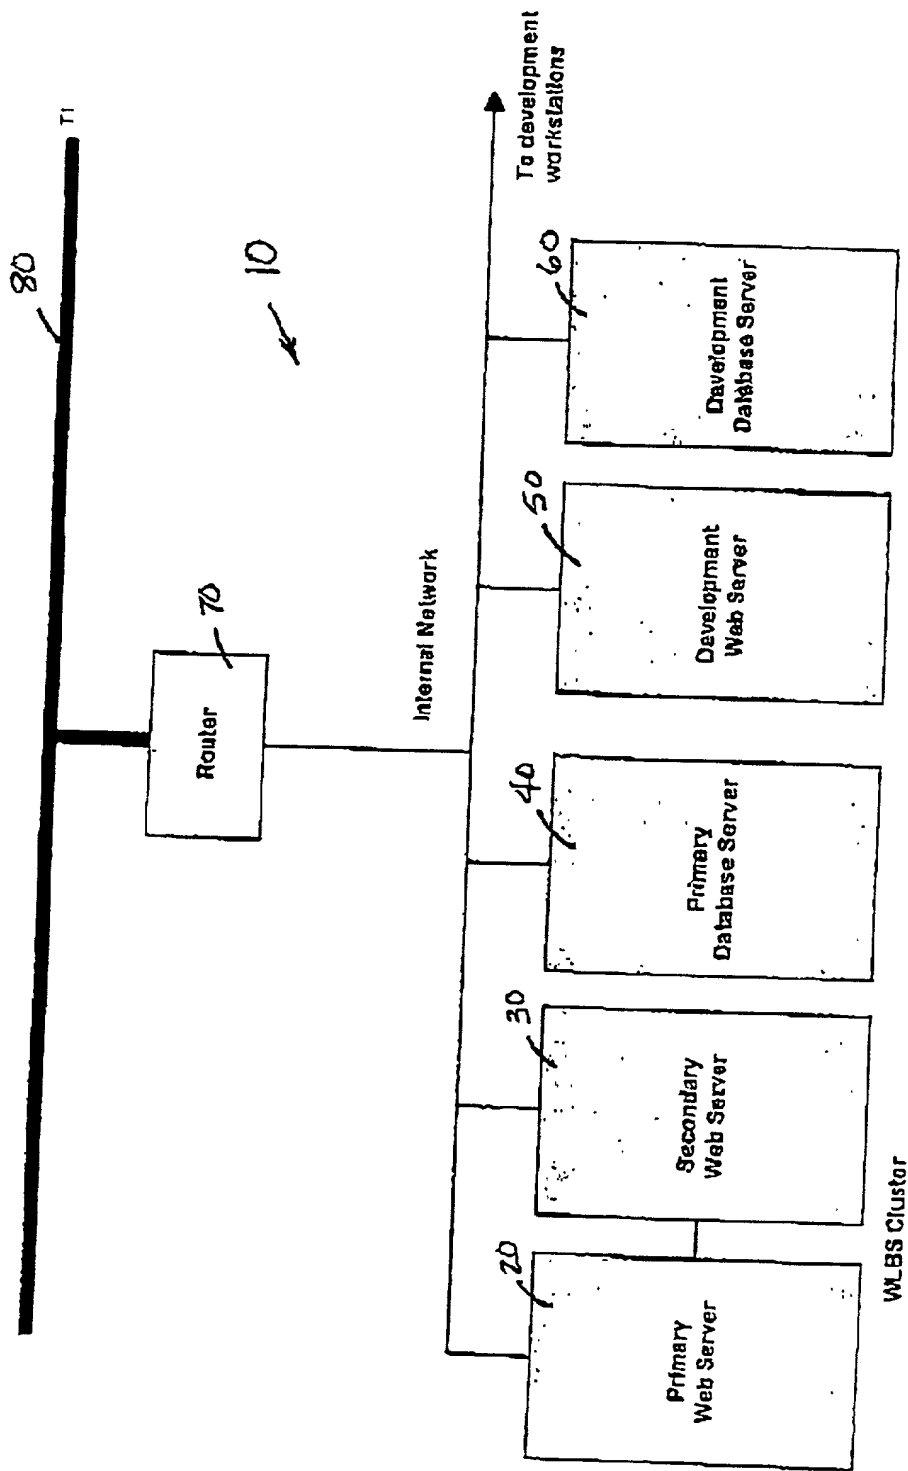 80
T1
10
Router
70
Internal Network
To development
workstations
20
Primary
Web Server
30
Secondary
Web Server
40
Primary
Database Server
50
Development
Web Server
60
Development
Database Server
WLBS Cluster